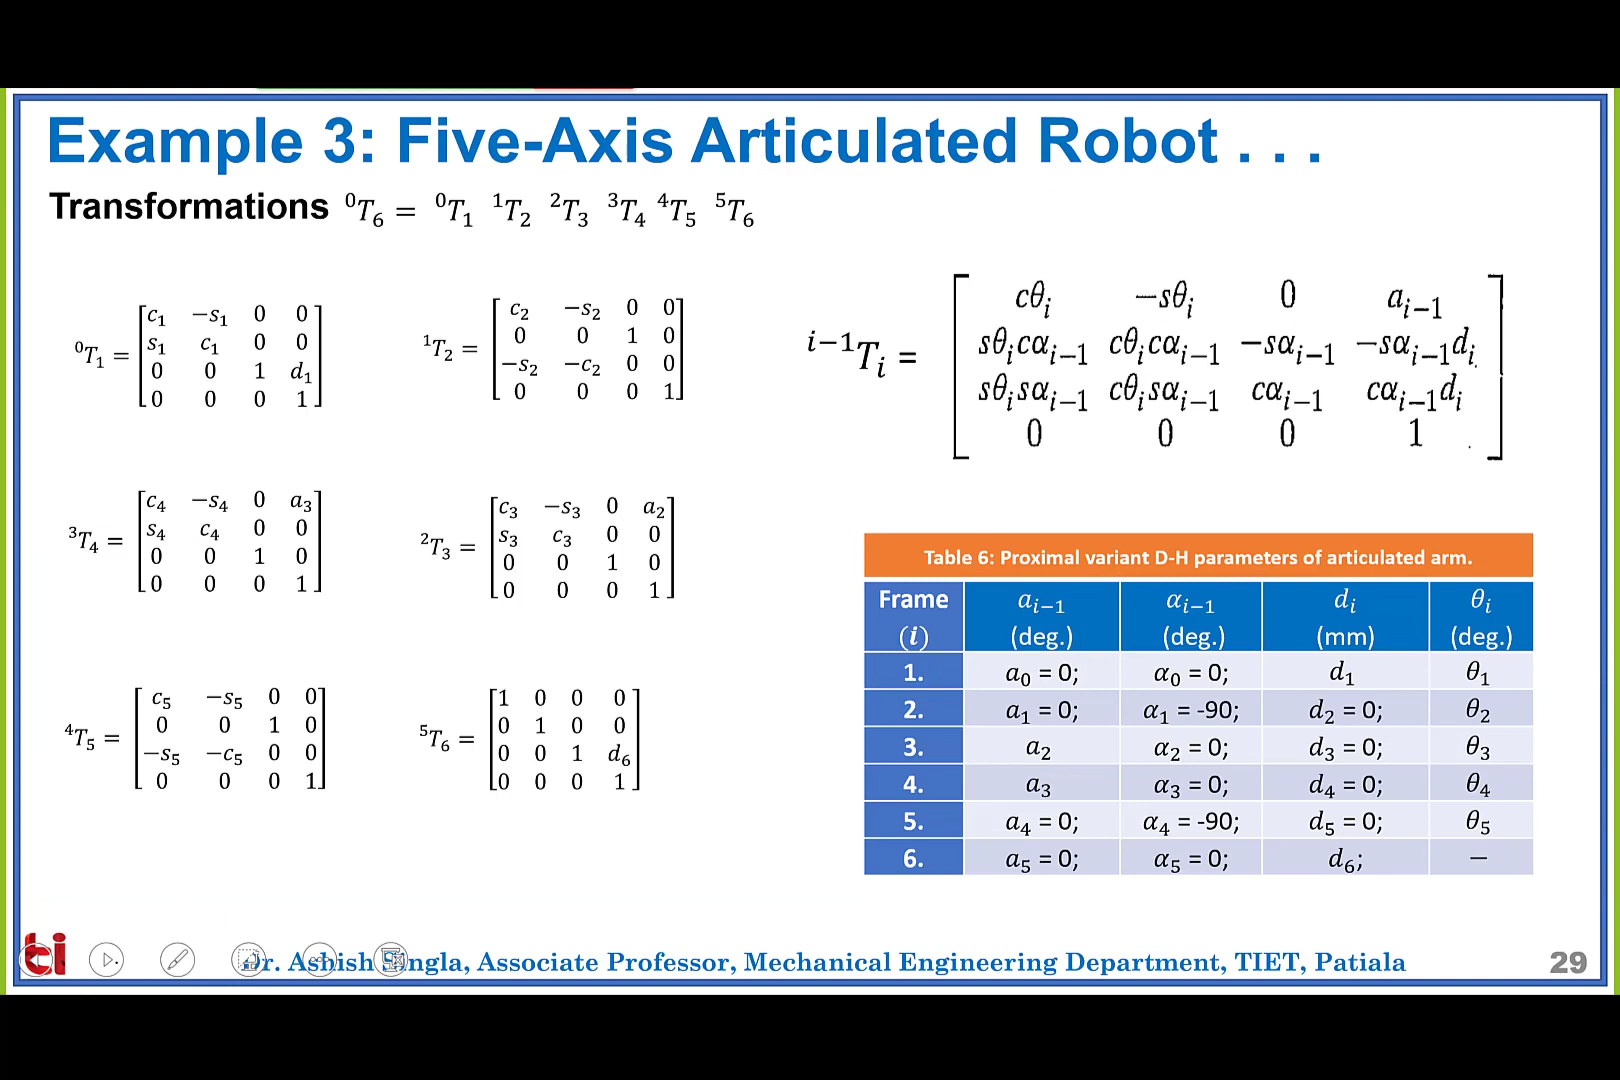 Example 3: Five-Axis Articulated Robot . . .
Transformations ⁰T₆ = ⁰T₁ ¹T₂ ²T₃ ³T₄ ⁴T₅ ⁵T₆
⁰T₁ = [c₁ −s₁ 0 0
s₁ c₁ 0 0
0 0 1 d₁
0 0 0 1]
¹T₂ = [c₂ −s₂ 0 0
0 0 1 0
−s₂ −c₂ 0 0
0 0 0 1]
ⁱ⁻¹Tᵢ = [cθᵢ −sθᵢ 0 aᵢ₋₁
sθᵢcαᵢ₋₁ cθᵢcαᵢ₋₁ −sαᵢ₋₁ −sαᵢ₋₁dᵢ
sθᵢsαᵢ₋₁ cθᵢsαᵢ₋₁ cαᵢ₋₁ cαᵢ₋₁dᵢ
0 0 0 1]
³T₄ = [c₄ −s₄ 0 a₃
s₄ c₄ 0 0
0 0 1 0
0 0 0 1]
²T₃ = [c₃ −s₃ 0 a₂
s₃ c₃ 0 0
0 0 1 0
0 0 0 1]
⁴T₅ = [c₅ −s₅ 0 0
0 0 1 0
−s₅ −c₅ 0 0
0 0 0 1]
⁵T₆ = [1 0 0 0
0 1 0 0
0 0 1 d₆
0 0 0 1]
Table 6: Proximal variant D-H parameters of articulated arm.
Frame aᵢ₋₁ αᵢ₋₁ dᵢ θᵢ
(i) (deg.) (deg.) (mm) (deg.)
1. a₀ = 0; α₀ = 0; d₁ θ₁
2. a₁ = 0; α₁ = -90; d₂ = 0; θ₂
3. a₂ α₂ = 0; d₃ = 0; θ₃
4. a₃ α₃ = 0; d₄ = 0; θ₄
5. a₄ = 0; α₄ = -90; d₅ = 0; θ₅
6. a₅ = 0; α₅ = 0; d₆; −
ti
Dr. Ashish Singla, Associate Professor, Mechanical Engineering Department, TIET, Patiala
29